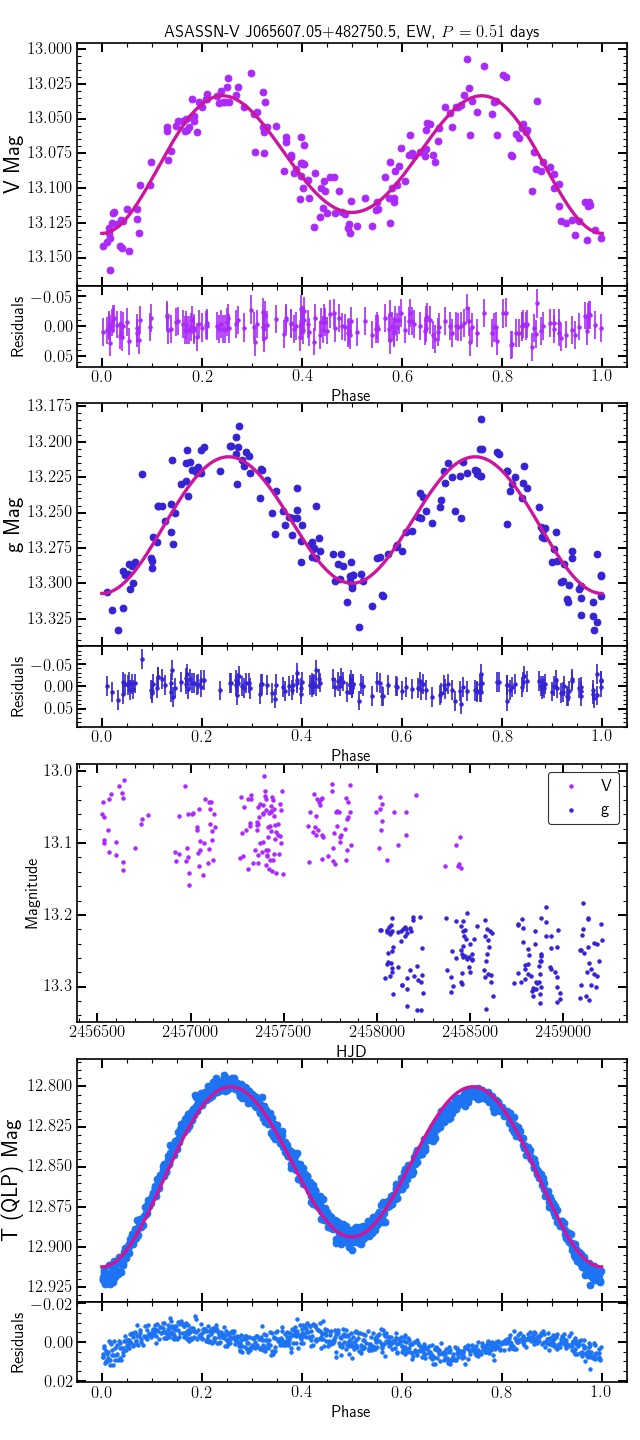 ASASSN-V J065607.05+482750.5, EW, P = 0.51 days
13.000
13.025
13.050
13.075
13.100
13.125
13.150
V Mag
−0.05
0.00
0.05
Residuals
0.0 0.2 0.4 0.6 0.8 1.0
Phase
13.175
13.200
13.225
13.250
13.275
13.300
13.325
g Mag
−0.05
0.00
0.05
Residuals
0.0 0.2 0.4 0.6 0.8 1.0
Phase
13.0
13.1
13.2
13.3
Magnitude
V
g
2456500 2457000 2457500 2458000 2458500 2459000
HJD
12.800
12.825
12.850
12.875
12.900
12.925
T (QLP) Mag
−0.02
0.00
0.02
Residuals
0.0 0.2 0.4 0.6 0.8 1.0
Phase